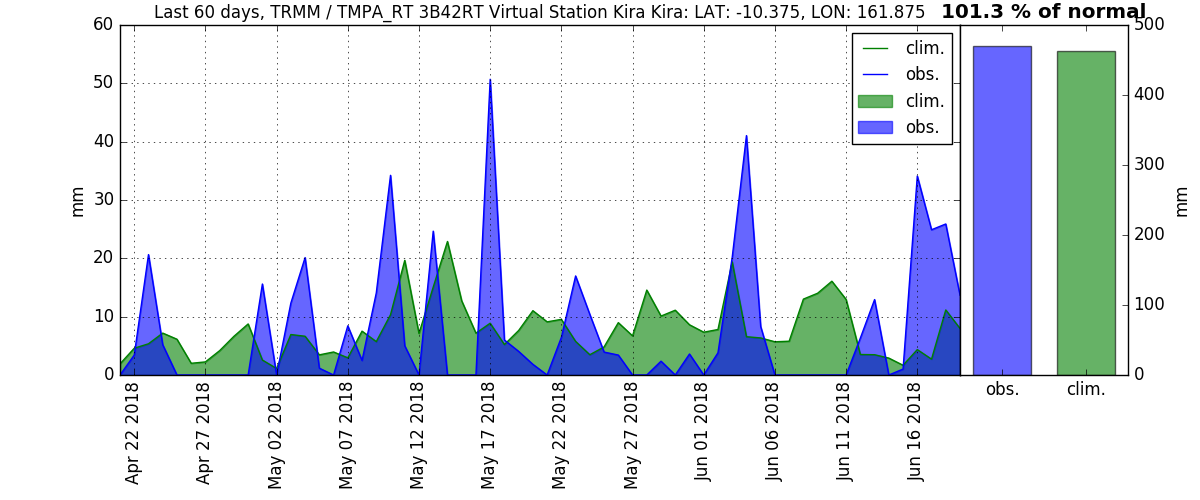 Last 60 days, TRMM / TMPA_RT 3B42RT Virtual Station Kira Kira: LAT: -10.375, LON: 161.875
101.3 % of normal
60
50
40
30
20
10
0
mm
clim.
obs.
clim.
obs.
500
400
300
200
100
0
mm
Apr 22 2018
Apr 27 2018
May 02 2018
May 07 2018
May 12 2018
May 17 2018
May 22 2018
May 27 2018
Jun 01 2018
Jun 06 2018
Jun 11 2018
Jun 16 2018
obs.
clim.